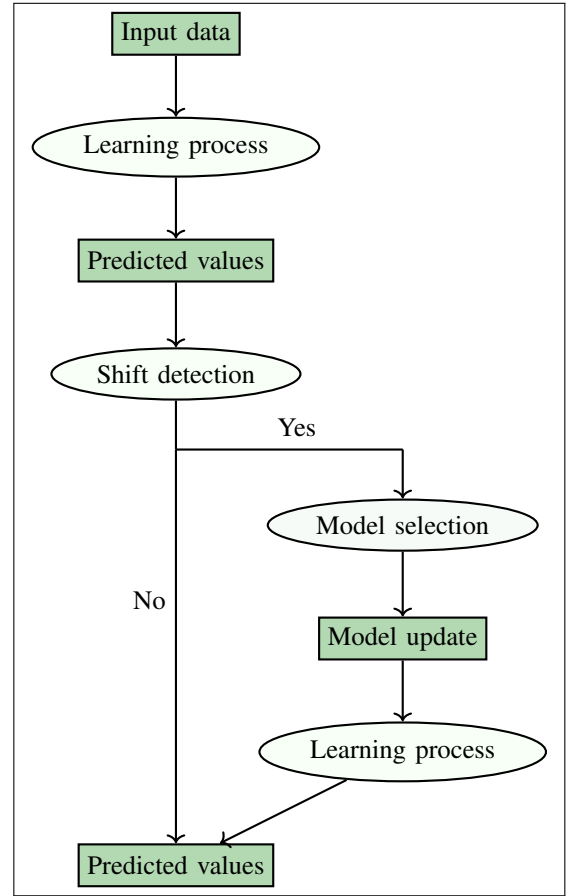 Input data
Learning process
Predicted values
Shift detection
Yes
Model selection
No
Model update
Learning process
Predicted values